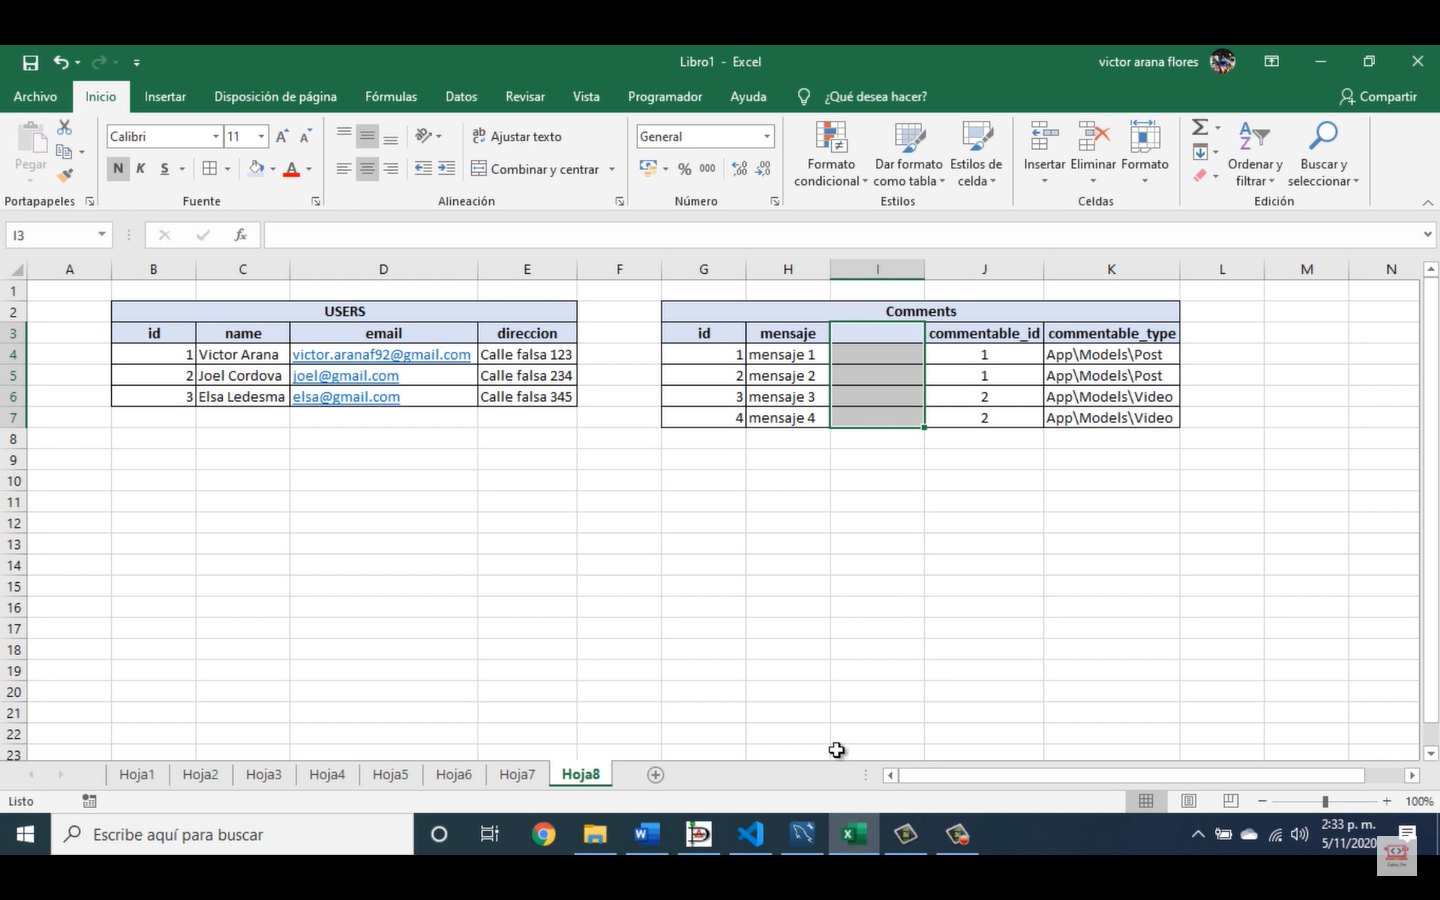 Libro1 - Excel
victor arana flores
Archivo Inicio Insertar Disposición de página Fórmulas Datos Revisar Vista Programador Ayuda ¿Qué desea hacer? Compartir
Pegar
Calibri 11
N K S
Ajustar texto
Combinar y centrar
General
% 000
Formato condicional
Dar formato como tabla
Estilos de celda
Insertar Eliminar Formato
Ordenar y filtrar
Buscar y seleccionar
Portapapeles Fuente Alineación Número Estilos Celdas Edición
I3 fx
A B C D E F G H I J K L M N
1
2 USERS Comments
3 id name email direccion id mensaje commentable_id commentable_type
4 1 Victor Arana victor.aranaf92@gmail.com Calle falsa 123 1 mensaje 1 1 App\Models\Post
5 2 Joel Cordova joel@gmail.com Calle falsa 234 2 mensaje 2 1 App\Models\Post
6 3 Elsa Ledesma elsa@gmail.com Calle falsa 345 3 mensaje 3 2 App\Models\Video
7 4 mensaje 4 2 App\Models\Video
8
9
10
11
12
13
14
15
16
17
18
19
20
21
22
23
Hoja1 Hoja2 Hoja3 Hoja4 Hoja5 Hoja6 Hoja7 Hoja8
Listo 100%
Escribe aquí para buscar
2:33 p. m.
5/11/2020